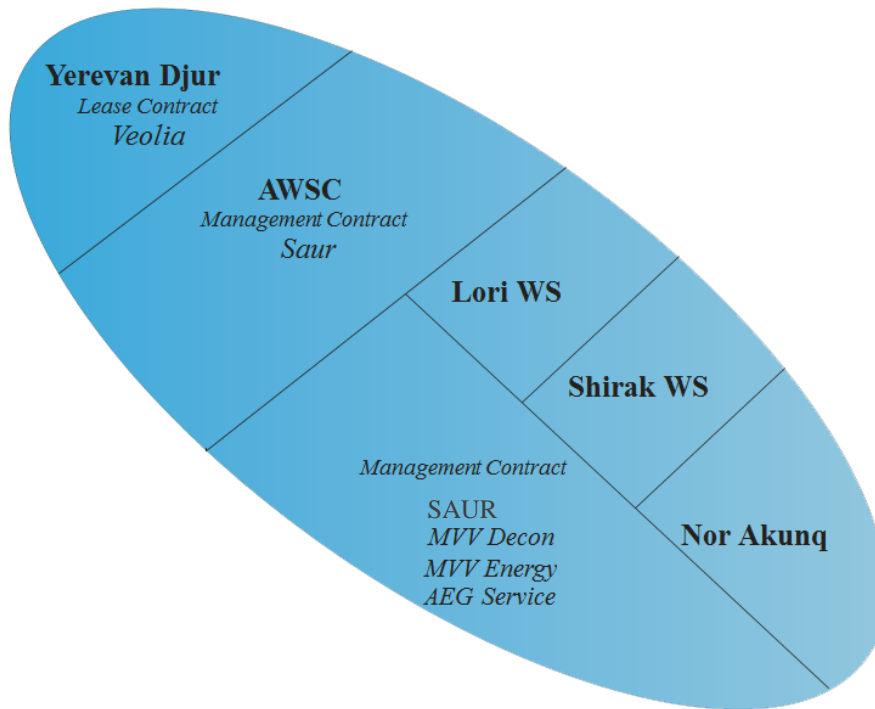 Yerevan Djur
Lease Contract
Veolia
AWSC
Management Contract
Saur
Lori WS
Shirak WS
Nor Akunq
Management Contract
SAUR
MVV Decon
MVV Energy
AEG Service